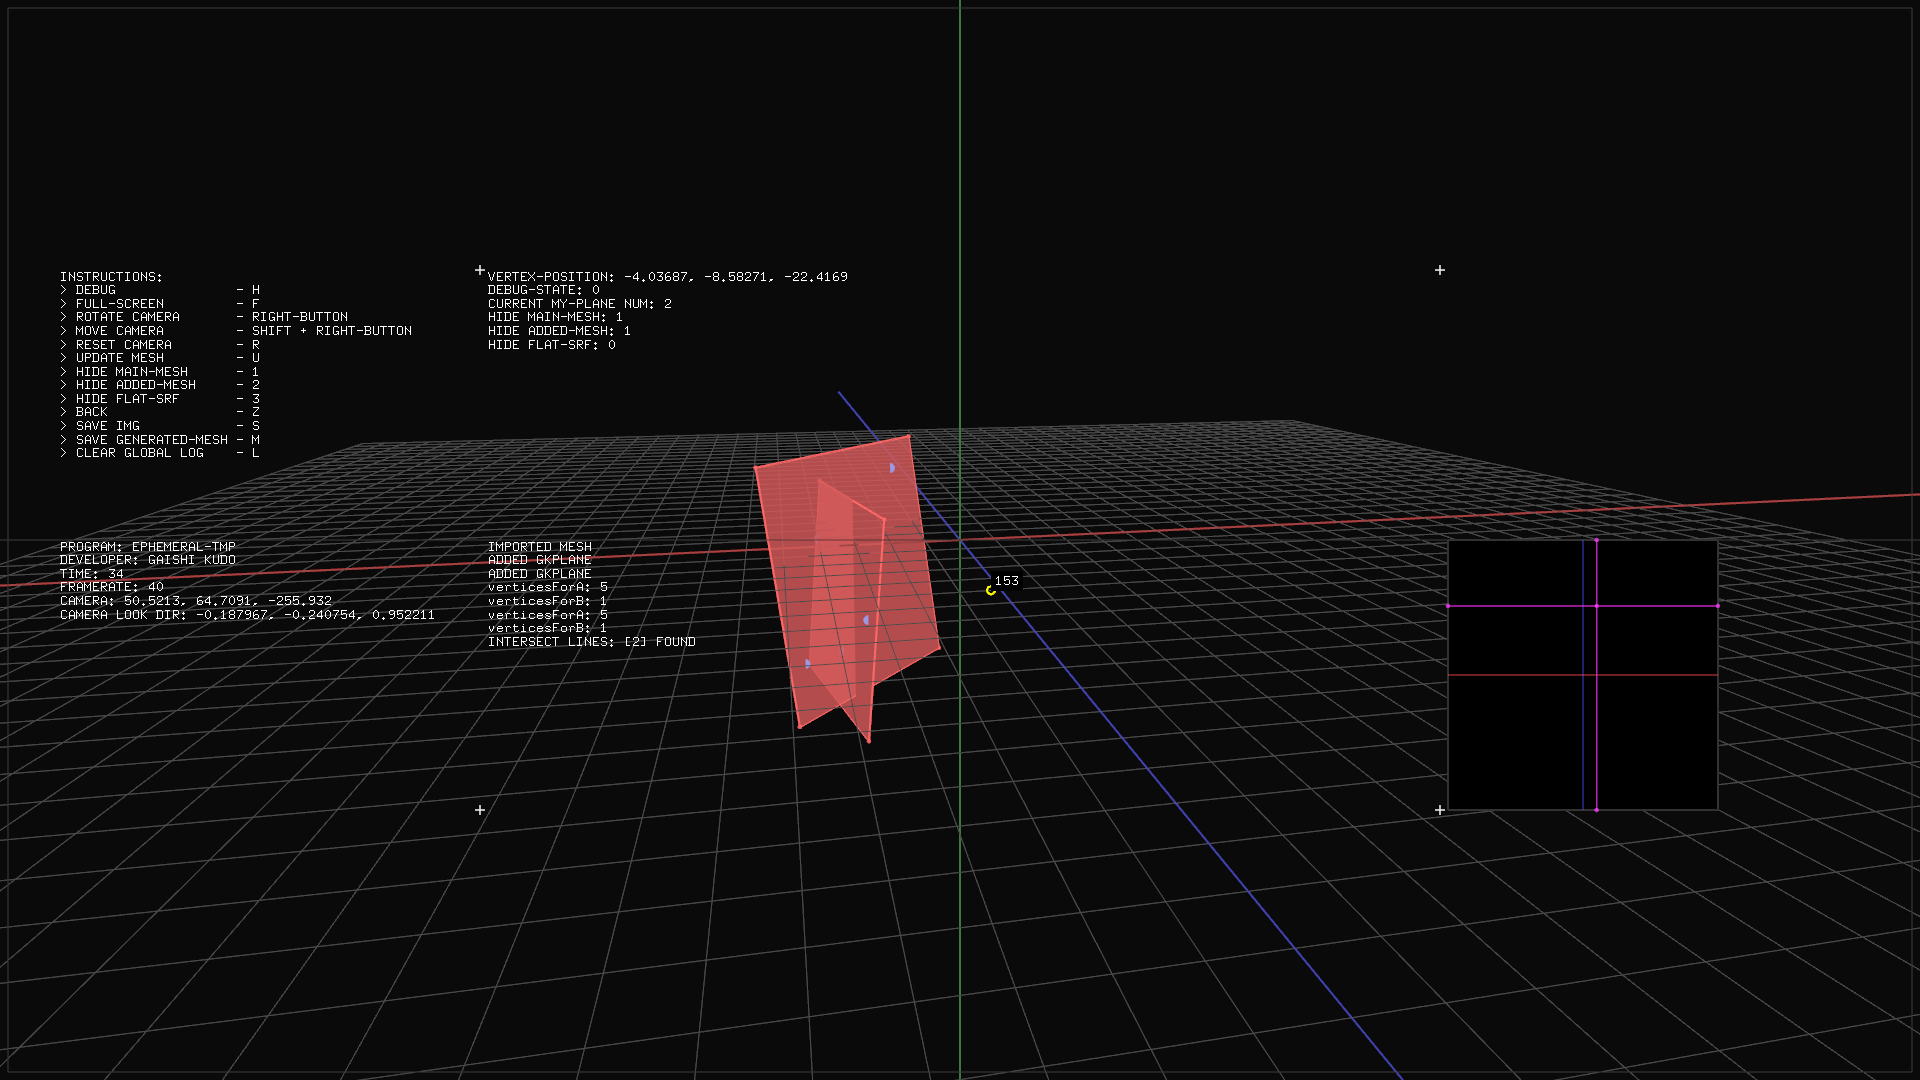 INSTRUCTIONS:
> DEBUG - H
> FULL-SCREEN - F
> ROTATE CAMERA - RIGHT-BUTTON
> MOVE CAMERA - SHIFT + RIGHT-BUTTON
> RESET CAMERA - R
> UPDATE MESH - U
> HIDE MAIN-MESH - 1
> HIDE ADDED-MESH - 2
> HIDE FLAT-SRF - 3
> BACK - Z
> SAVE IMG - S
> SAVE GENERATED-MESH - M
> CLEAR GLOBAL LOG - L
VERTEX-POSITION: -4.03687, -8.58271, -22.4169
DEBUG-STATE: 0
CURRENT MY-PLANE NUM: 2
HIDE MAIN-MESH: 1
HIDE ADDED-MESH: 1
HIDE FLAT-SRF: 0
PROGRAM: EPHEMERAL-TMP
DEVELOPER: GAISHI KUDO
TIME: 34
FRAMERATE: 40
CAMERA: 50.5213, 64.7091, -255.932
CAMERA LOOK DIR: -0.187967, -0.240754, 0.952211
IMPORTED MESH
ADDED GKPLANE
ADDED GKPLANE
verticesForA: 5
verticesForB: 1
verticesForA: 5
verticesForB: 1
INTERSECT LINES: [2] FOUND
153